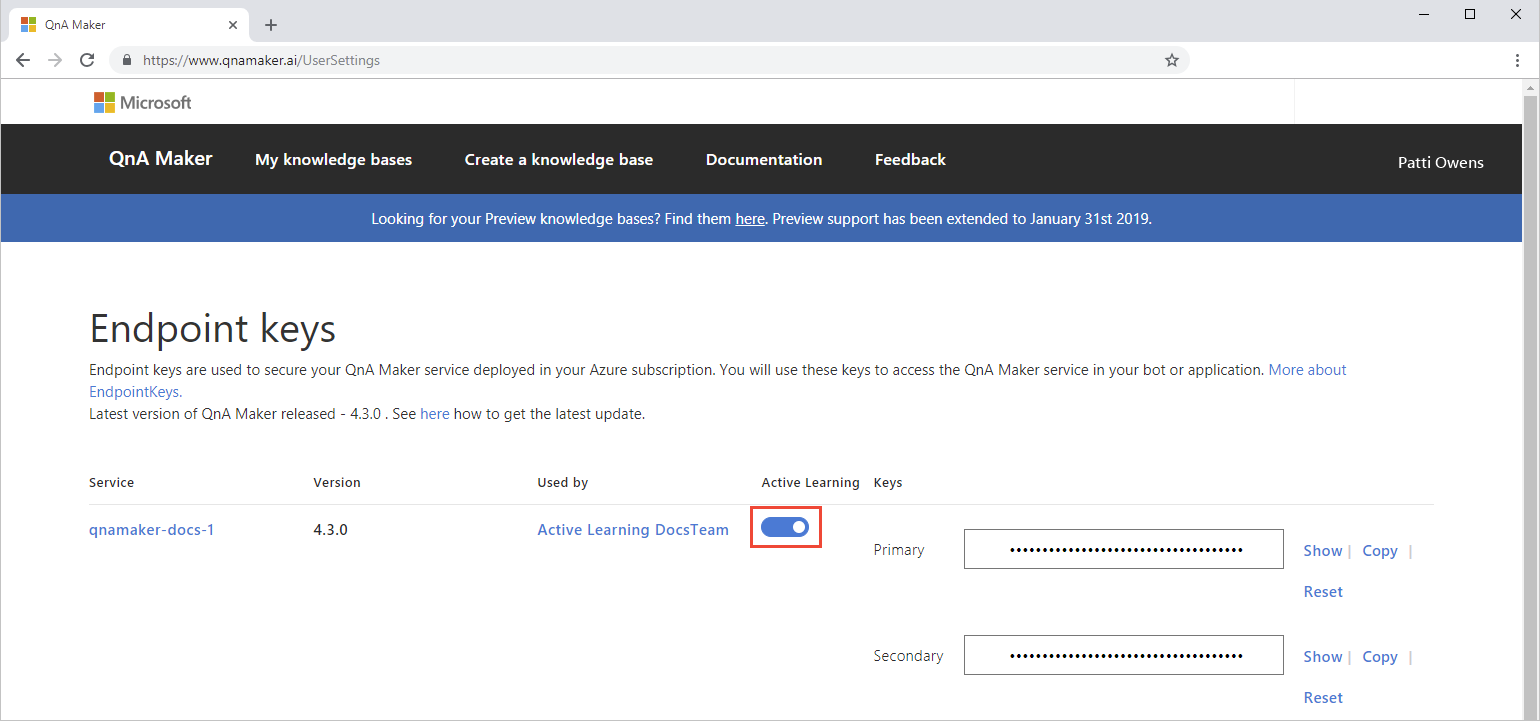 QnA Maker
https://www.qnamaker.ai/UserSettings
Microsoft
QnA Maker My knowledge bases Create a knowledge base Documentation Feedback Patti Owens
Looking for your Preview knowledge bases? Find them here. Preview support has been extended to January 31st 2019.
Endpoint keys
Endpoint keys are used to secure your QnA Maker service deployed in your Azure subscription. You will use these keys to access the QnA Maker service in your bot or application. More about
EndpointKeys.
Latest version of QnA Maker released - 4.3.0 . See here how to get the latest update.
Service Version Used by Active Learning Keys
qnamaker-docs-1 4.3.0 Active Learning DocsTeam
Primary •••••••••••••••••••••••••••••••••••• Show | Copy |
Reset
Secondary •••••••••••••••••••••••••••••••••••• Show | Copy |
Reset